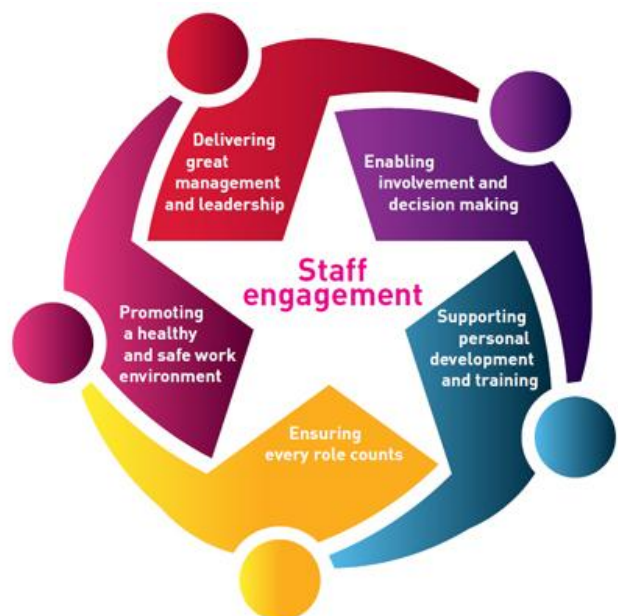 Delivering
great
management
and leadership
Enabling
involvement and
decision making
Staff
engagement
Promoting
a healthy
and safe work
environment
Supporting
personal
development
and training
Ensuring
every role counts